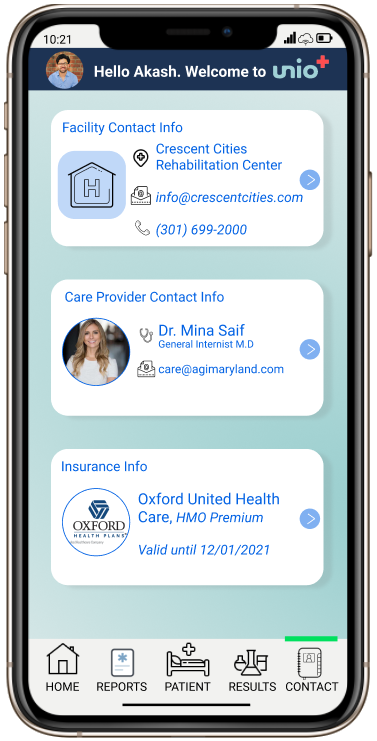 10:21
Hello Akash. Welcome to unio
Facility Contact Info
Crescent Cities
Rehabilitation Center
H
info@crescentcities.com
(301) 699-2000
Care Provider Contact Info
Dr. Mina Saif
General Internist M.D
care@agimaryland.com
Insurance Info
Oxford United Health
Care, HMO Premium
OXFORD
HEALTH PLANS
Valid until 12/01/2021
HOME REPORTS PATIENT RESULTS CONTACT